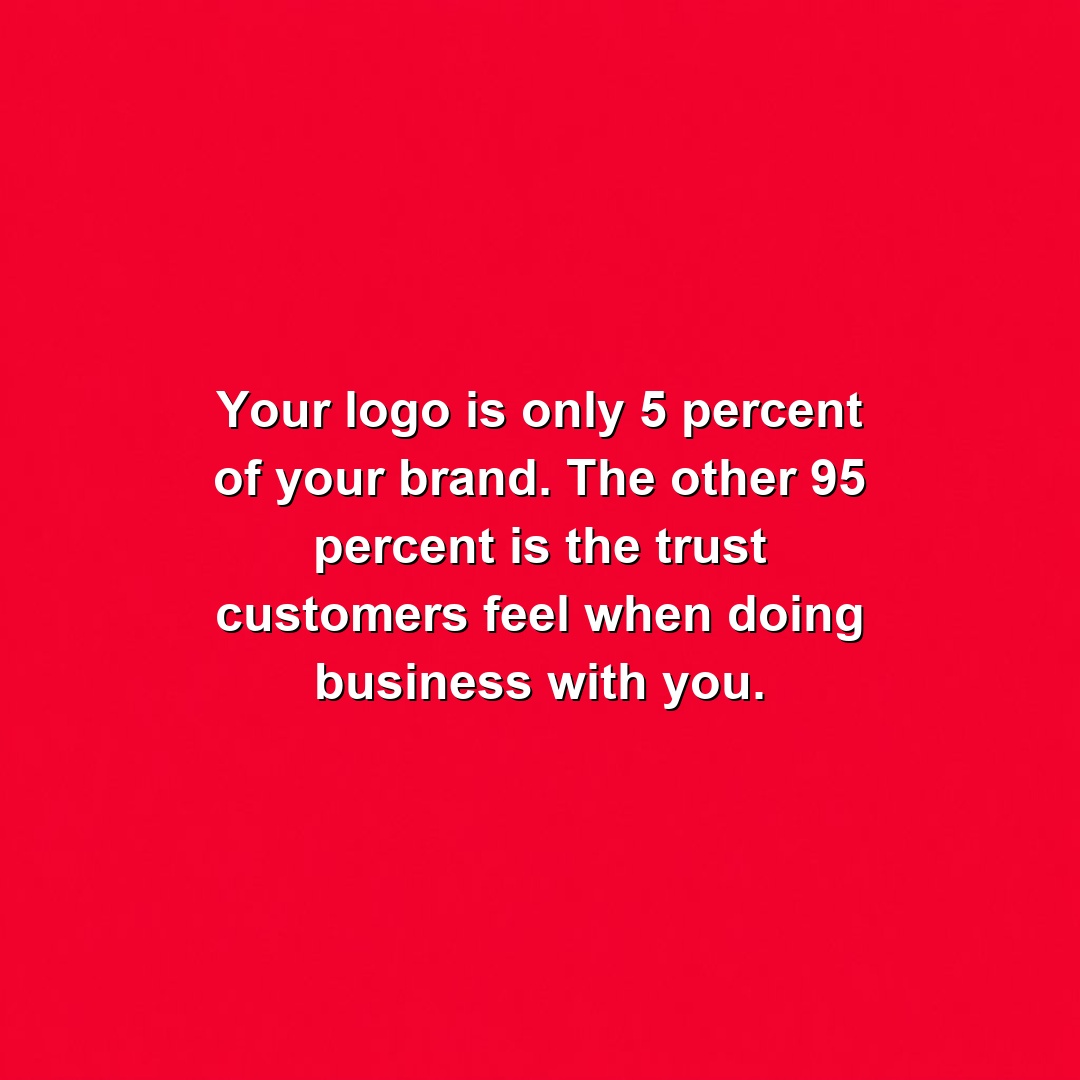 Your logo is only 5 percent
of your brand. The other 95
percent is the trust
customers feel when doing
business with you.